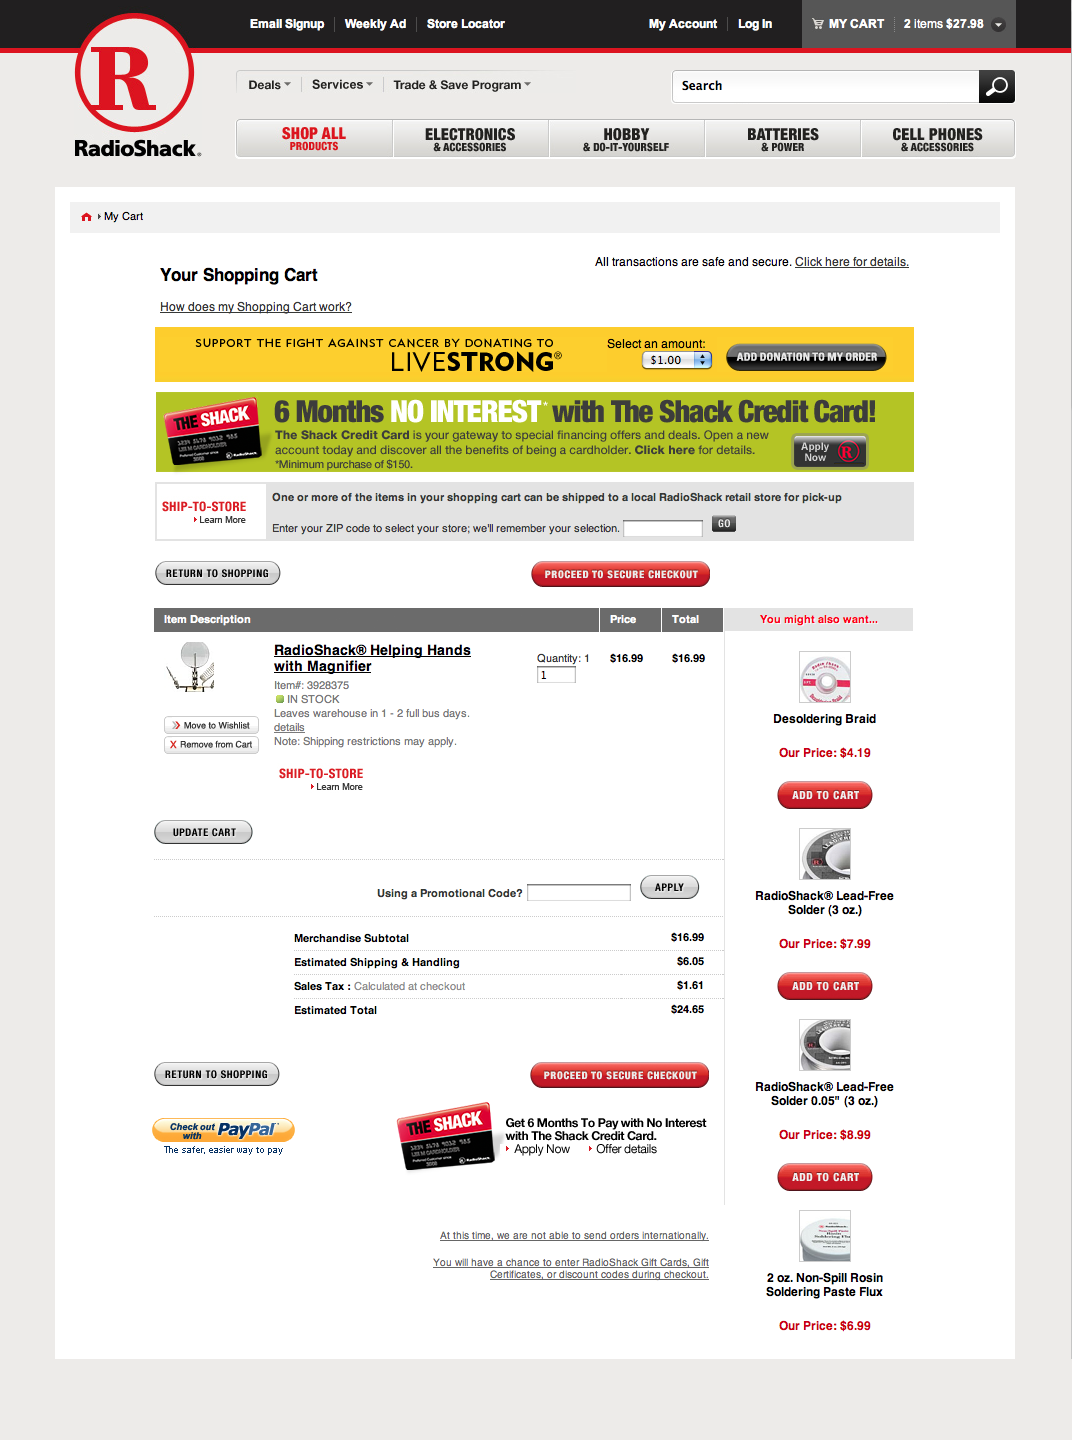 Email Signup
Weekly Ad
Store Locator
My Account
Log In
MY CART
2 items $27.98
R
RadioShack.
Deals
Services
Trade & Save Program
Search
SHOP ALL
PRODUCTS
ELECTRONICS
& ACCESSORIES
HOBBY
& DO-IT-YOURSELF
BATTERIES
& POWER
CELL PHONES
& ACCESSORIES
My Cart
Your Shopping Cart
All transactions are safe and secure. Click here for details.
How does my Shopping Cart work?
SUPPORT THE FIGHT AGAINST CANCER BY DONATING TO
LIVESTRONG®
Select an amount:
$1.00
ADD DONATION TO MY ORDER
THE SHACK
RadioShack
6 Months NO INTEREST* with The Shack Credit Card!
The Shack Credit Card is your gateway to special financing offers and deals. Open a new
account today and discover all the benefits of being a cardholder. Click here for details.
*Minimum purchase of $150.
Apply
Now
R
SHIP-TO-STORE
Learn More
One or more of the items in your shopping cart can be shipped to a local RadioShack retail store for pick-up
Enter your ZIP code to select your store; we'll remember your selection.
GO
RETURN TO SHOPPING
PROCEED TO SECURE CHECKOUT
Item Description
Price
Total
You might also want...
RadioShack® Helping Hands
with Magnifier
Item#: 3928375
IN STOCK
Leaves warehouse in 1 - 2 full bus days.
details
Note: Shipping restrictions may apply.
Quantity: 1
1
$16.99
$16.99
Move to Wishlist
X Remove from Cart
SHIP-TO-STORE
Learn More
UPDATE CART
Using a Promotional Code?
APPLY
Merchandise Subtotal
$16.99
Estimated Shipping & Handling
$6.05
Sales Tax : Calculated at checkout
$1.61
Estimated Total
$24.65
RETURN TO SHOPPING
PROCEED TO SECURE CHECKOUT
Check out
with PayPal
The safer, easier way to pay
THE SHACK
RadioShack
Get 6 Months To Pay with No Interest
with The Shack Credit Card.
Apply Now
Offer details
At this time, we are not able to send orders internationally.
You will have a chance to enter RadioShack Gift Cards, Gift
Certificates, or discount codes during checkout.
Desoldering Braid
Our Price: $4.19
ADD TO CART
RadioShack® Lead-Free
Solder (3 oz.)
Our Price: $7.99
ADD TO CART
RadioShack® Lead-Free
Solder 0.05" (3 oz.)
Our Price: $8.99
ADD TO CART
2 oz. Non-Spill Rosin
Soldering Paste Flux
Our Price: $6.99